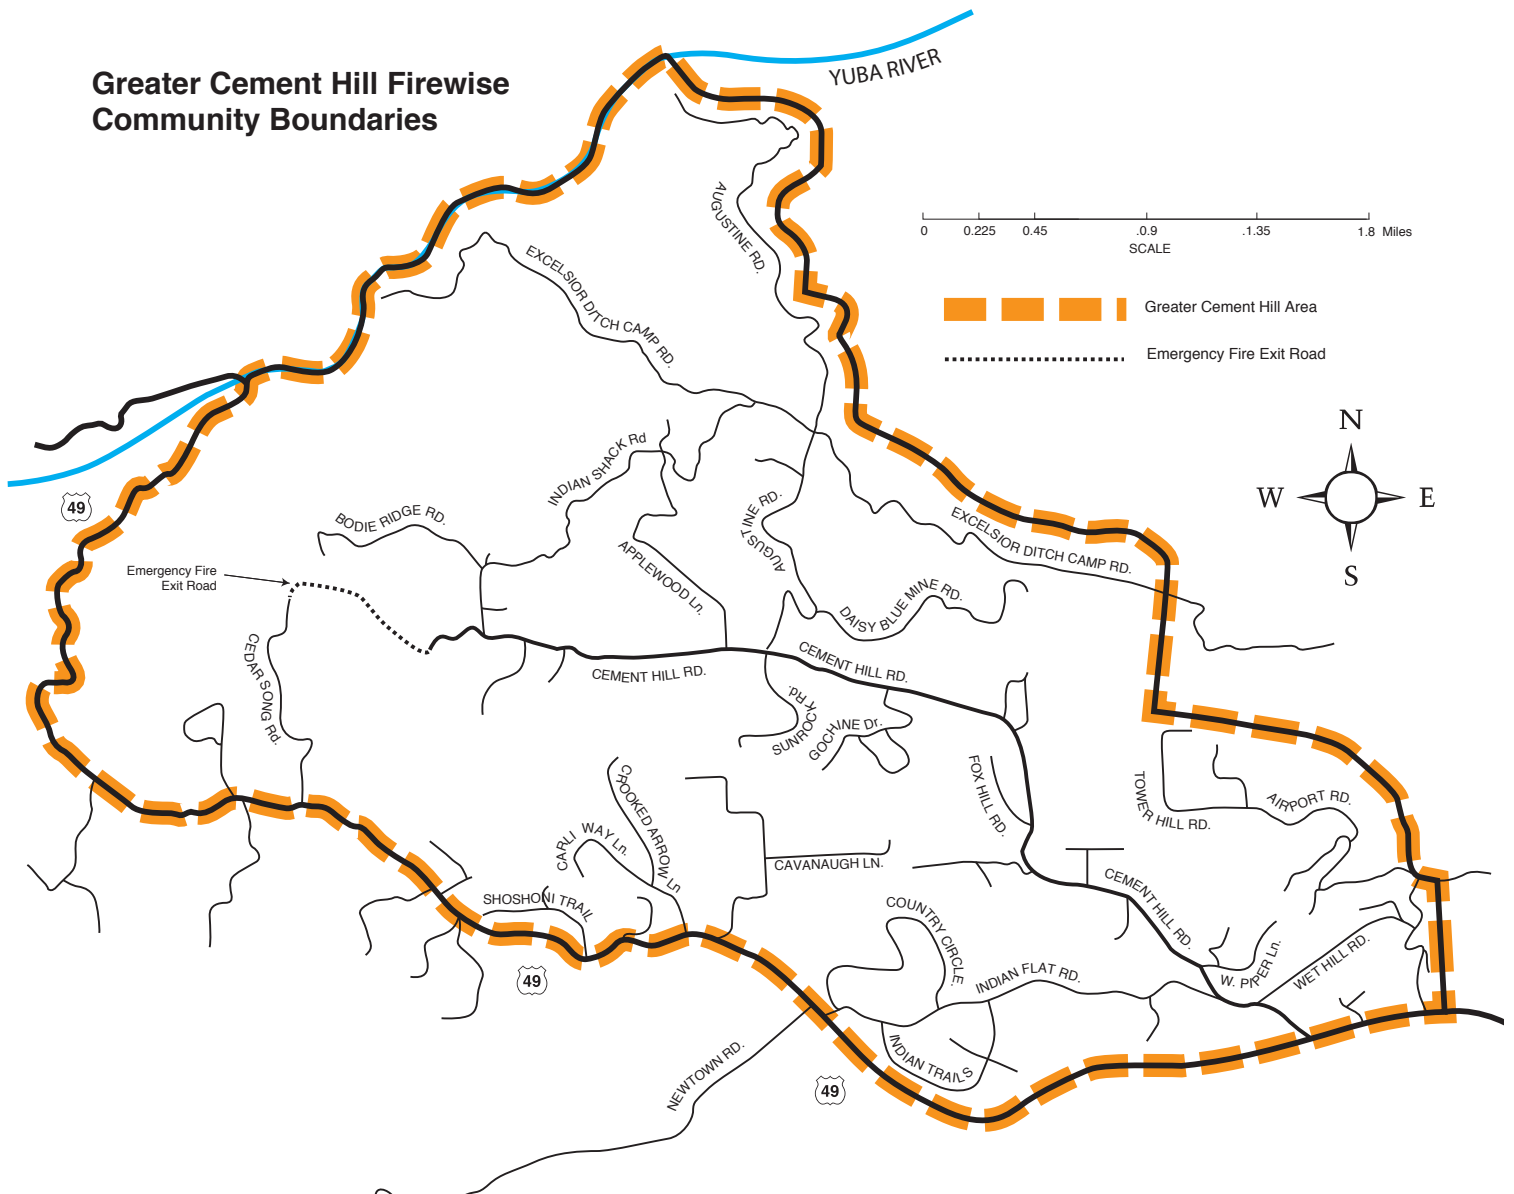 Greater Cement Hill Firewise
Community Boundaries
YUBA RIVER
AUGUSTINE RD.
0 0.225 0.45 0.9 .1.35 1.8 Miles
SCALE
EXCELSIOR DITCH CAMP RD.
Greater Cement Hill Area
Emergency Fire Exit Road
N
W E
S
INDIAN SHACK Rd
49
BODIE RIDGE RD.
AUGUSTINE RD.
EXCELSIOR DITCH CAMP RD.
APPLEWOOD Ln.
Emergency Fire
Exit Road
DAISY BLUE MINE RD.
CEDAR SONG Rd.
CEMENT HILL RD.
CEMENT HILL RD.
SUNROCK Rd.
GOCHINE Dr.
FOX HILL RD.
TOWER HILL RD.
AIRPORT RD.
CROOKED ARROW Ln
CARLI WAY Ln.
CAVANAUGH LN.
CEMENT HILL RD.
SHOSHONI TRAIL
COUNTRY CIRCLE.
49
INDIAN FLAT RD.
W. PIPER Ln.
WET HILL RD.
INDIAN TRAILS
NEWTOWN RD.
49